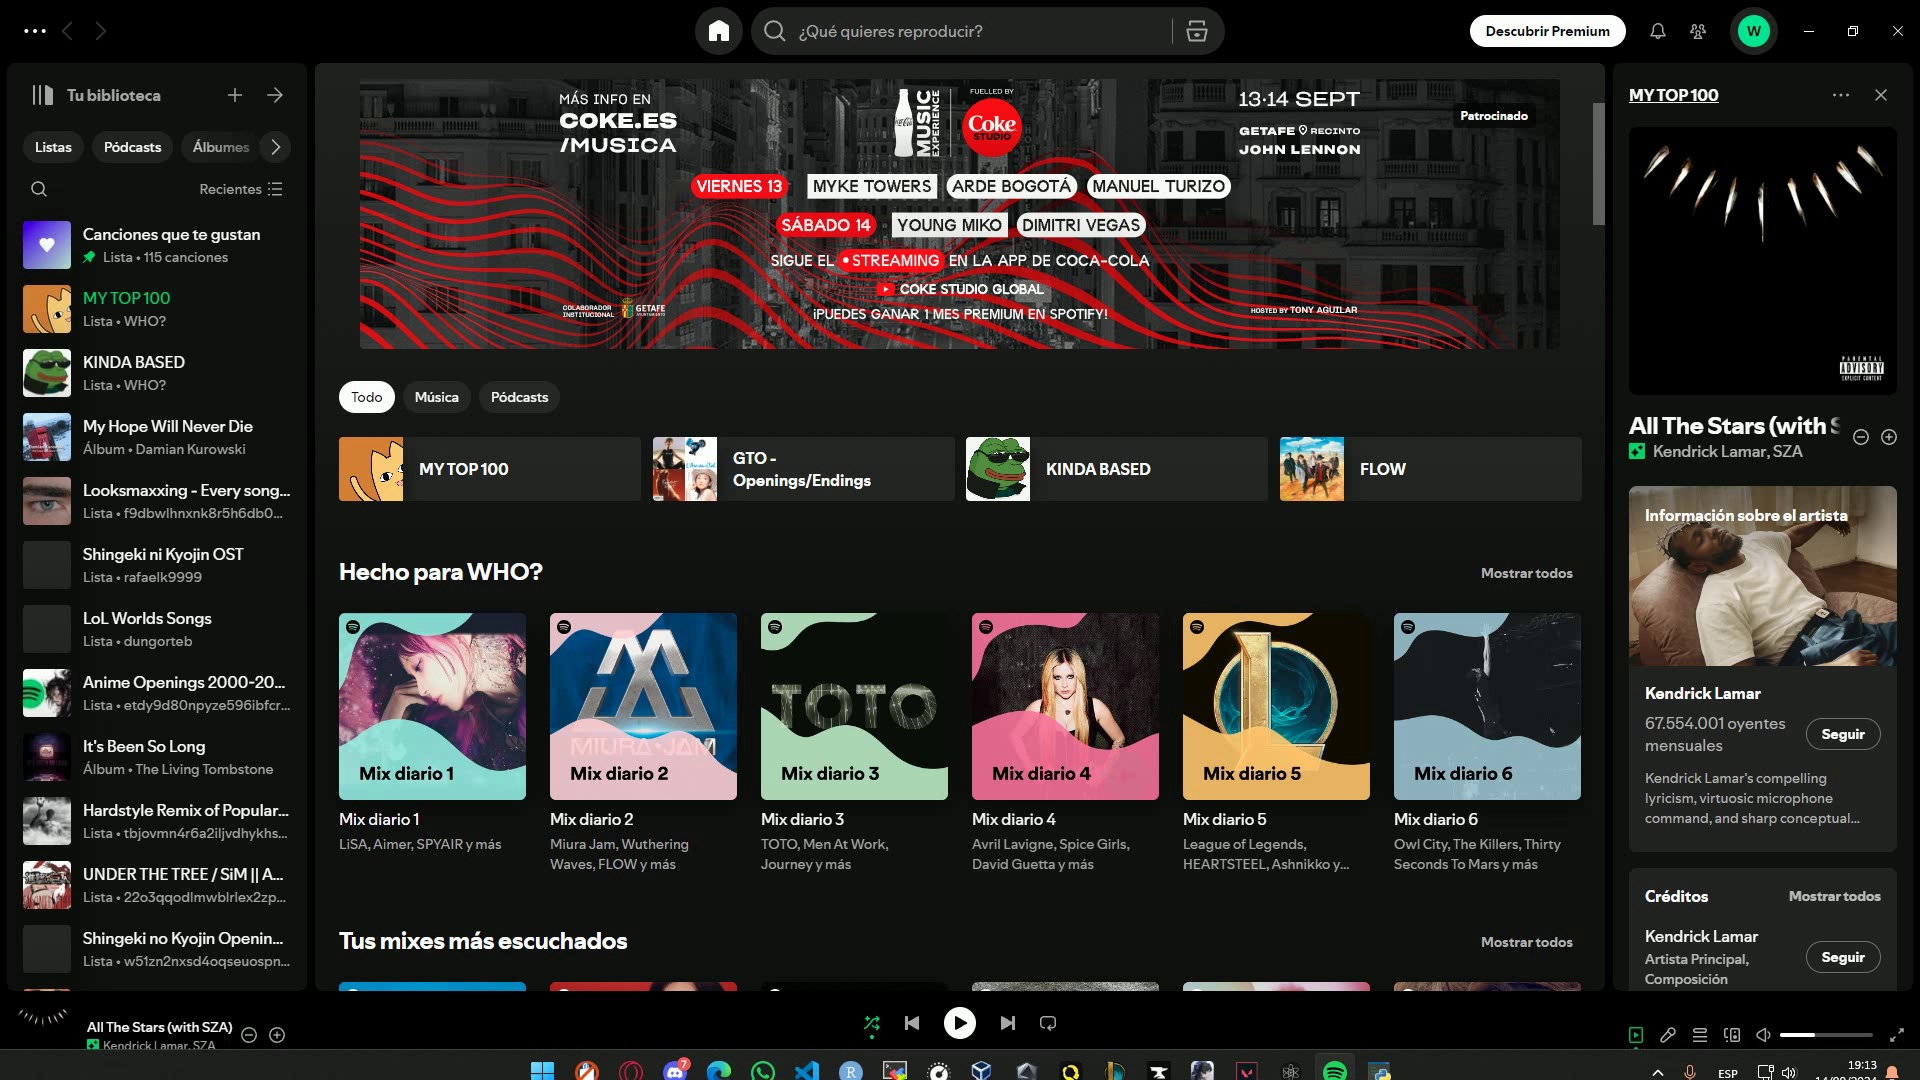 ¿Qué quieres reproducir?
Descubrir Premium
W
Tu biblioteca
Listas
Pódcasts
Álbumes
Recientes
Canciones que te gustan
Lista • 115 canciones
MY TOP 100
Lista • WHO?
KINDA BASED
Lista • WHO?
My Hope Will Never Die
Álbum • Damian Kurowski
Looksmaxxing - Every song...
Lista • f9dbwlhnxnk8r5h6db0...
Shingeki ni Kyojin OST
Lista • rafaelk9999
LoL Worlds Songs
Lista • dungorteb
Anime Openings 2000-20...
Lista • etdy9d80npyze596ibfcr...
It's Been So Long
Álbum • The Living Tombstone
Hardstyle Remix of Popular...
Lista • tbjovmn4r6a2iljvdhykhs...
UNDER THE TREE / SiM || A...
Lista • 22o3qqodlmwblrlex2zp...
Shingeki no Kyojin Openin...
Lista • w51zn2nxsd4oqseuospn...
MÁS INFO EN
COKE.ES
/MUSICA
Coca-Cola
MUSIC
EXPERIENCE
FUELLED BY
Coke
STUDIO
13·14 SEPT
GETAFE RECINTO
JOHN LENNON
Patrocinado
VIERNES 13 MYKE TOWERS ARDE BOGOTÁ MANUEL TURIZO
SÁBADO 14 YOUNG MIKO DIMITRI VEGAS
SIGUE EL •STREAMING EN LA APP DE COCA-COLA
COKE STUDIO GLOBAL
¡PUEDES GANAR 1 MES PREMIUM EN SPOTIFY!
COLABORADOR
INSTITUCIONAL
GETAFE
AYUNTAMIENTO
HOSTED BY TONY AGUILAR
Todo
Música
Pódcasts
MY TOP 100
GTO -
Openings/Endings
KINDA BASED
FLOW
Hecho para WHO?
Mostrar todos
Mix diario 1
MIURA·JAM
Mix diario 2
TOTO
Mix diario 3
Mix diario 4
Mix diario 5
Mix diario 6
Mix diario 1
LiSA, Aimer, SPYAIR y más
Mix diario 2
Miura Jam, Wuthering
Waves, FLOW y más
Mix diario 3
TOTO, Men At Work,
Journey y más
Mix diario 4
Avril Lavigne, Spice Girls,
David Guetta y más
Mix diario 5
League of Legends,
HEARTSTEEL, Ashnikko y...
Mix diario 6
Owl City, The Killers, Thirty
Seconds To Mars y más
Tus mixes más escuchados
Mostrar todos
MY TOP 100
PARENTAL
ADVISORY
EXPLICIT CONTENT
All The Stars (with S
Kendrick Lamar, SZA
Información sobre el artista
Kendrick Lamar
67.554.001 oyentes
mensuales
Seguir
Kendrick Lamar's compelling
lyricism, virtuosic microphone
command, and sharp conceptual...
Créditos
Mostrar todos
Kendrick Lamar
Artista Principal,
Composición
Seguir
All The Stars (with SZA)
Kendrick Lamar, SZA
7
R
ESP
19:13
14/09/2024